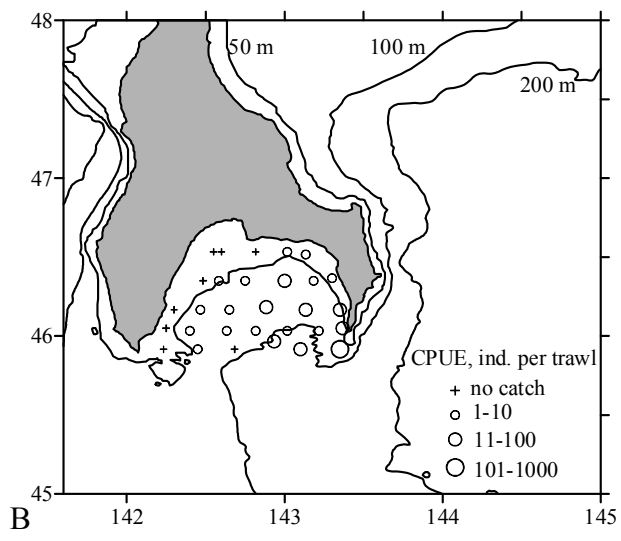 48
50 m
100 m
200 m
47
46
CPUE, ind. per trawl
+ no catch
1-10
11-100
101-1000
45
B
142
143
144
145